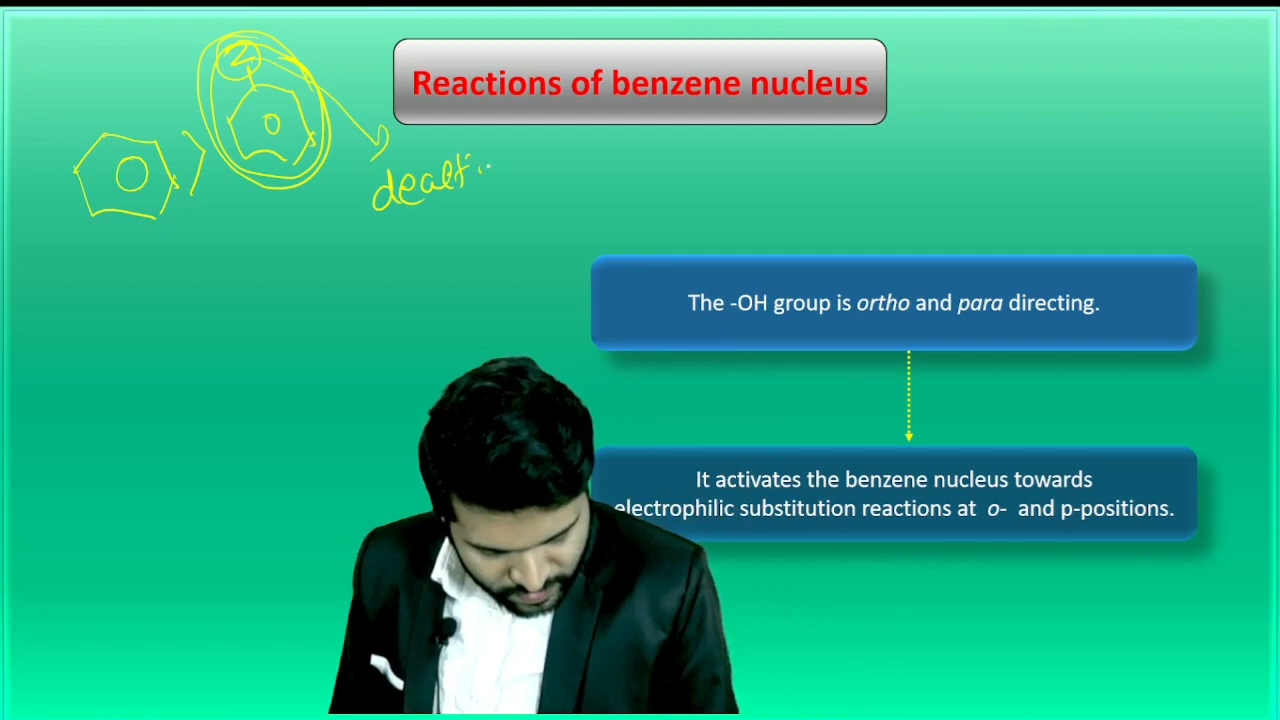 Reactions of benzene nucleus
Z
The -OH group is ortho and para directing.
It activates the benzene nucleus towards
electrophilic substitution reactions at o- and p-positions.